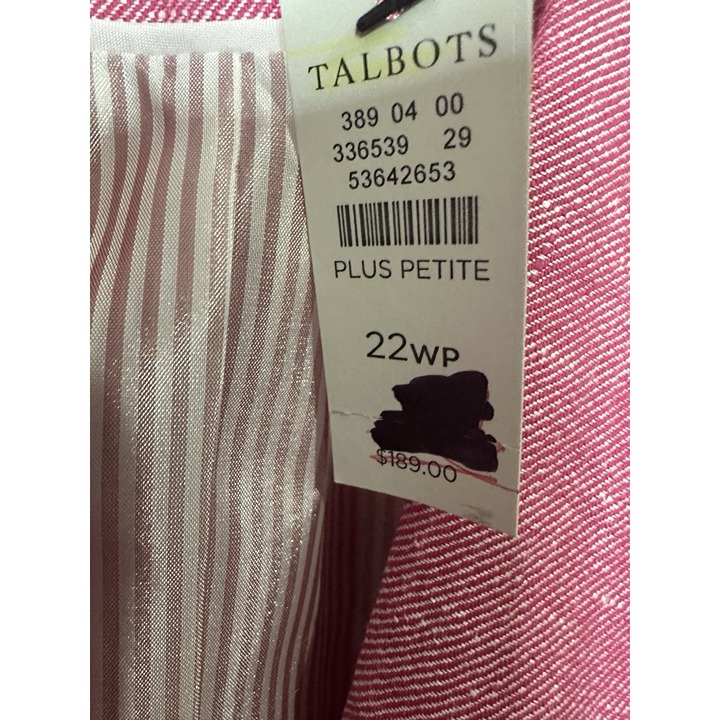 TALBOTS
389 04 00
336539 29
53642653
PLUS PETITE
22WP
$189.00